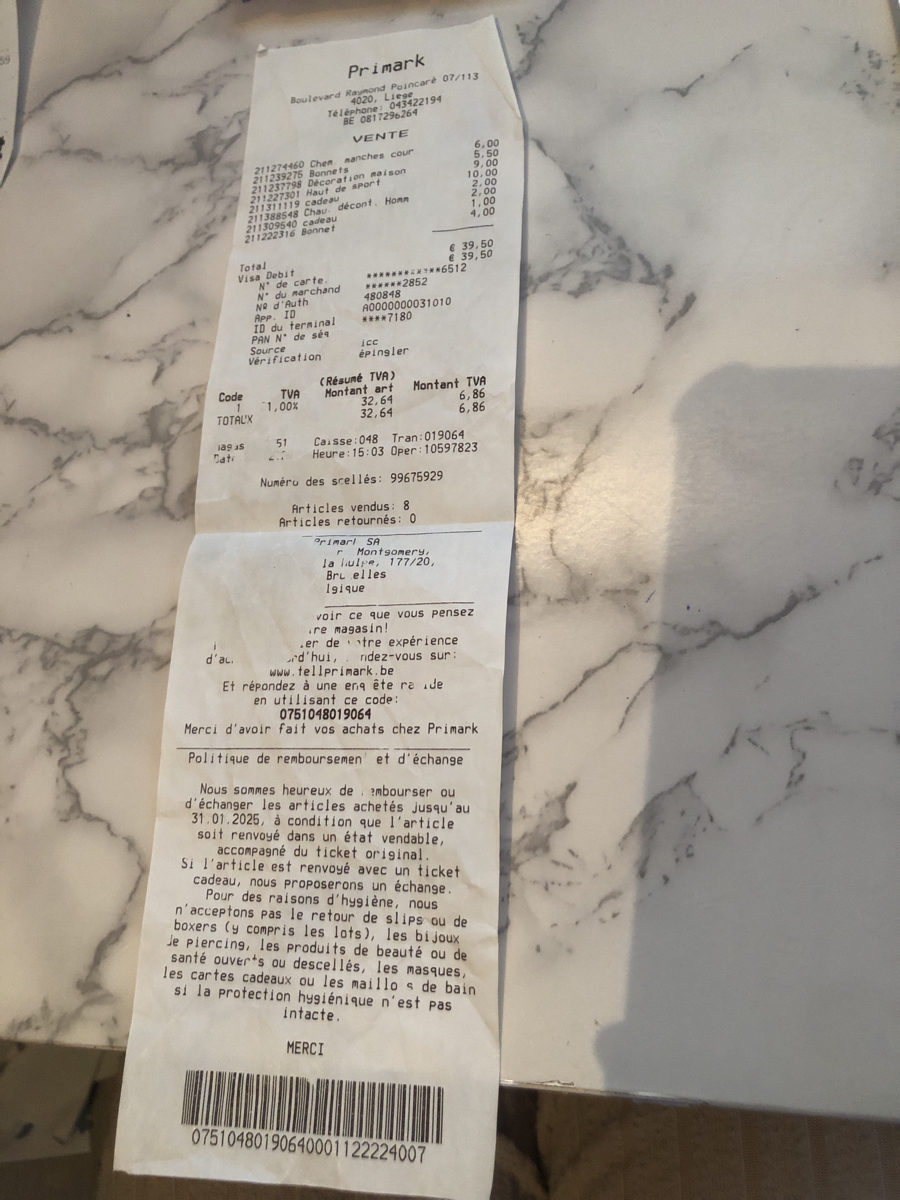 Primark
Boulevard Raymond Poincaré 07/113
4020, Liege
Téléphone: 043422194
BE 0817296264
VENTE
211274460 Chem. manches cour 6,00
211239275 Bonnets 5,50
211237798 Décoration maison 9,00
211227301 Haut de sport 10,00
211311119 cadeau 2,00
211388548 Chau. décont. Homm 2,00
211309540 cadeau 1,00
211222316 Bonnet 4,00
Total € 39,50
Visa Debit € 39,50
N° de carte. 6512
N° du marchand ******2852
Nº d'Auth 480848
App. ID A0000000031010
ID du terminal ****7180
PAN N° de séq
Source icc
Vérification épingler
(Résumé TVA)
Code TVA Montant art Montant TVA
1 1,00% 32,64 6,86
TOTAUX 32,64 6,86
51 Caisse:048 Tran:019064
Heure:15:03 Oper:10597823
Numéro des scellés: 99675929
Articles vendus: 8
Articles retournés: 0
SA
Montgomery,
la 177/20,
voir ce que vous pensez
magasin!
de expérience
sur:
www.tellprimark.be
Et répondez à une
en utilisant ce code:
0751048019064
Merci d'avoir fait vos achats chez Primark
Politique de remboursemen et d'échange
Nous sommes heureux de embourser ou
d'échanger les articles achetés jusqu'au
31.01.2025, à condition que l'article
soit renvoyé dans un état vendable,
accompagné du ticket original.
Si l'article est renvoyé avec un ticket
cadeau, nous proposerons un échange.
Pour des raisons d'hygiène, nous
n'acceptons pas le retour de slips ou de
boxers (y compris les lots), les bijoux
de piercing, les produits de beauté ou de
santé ouverts ou descellés, les masques,
les cartes cadeaux ou les maillo s de bain
si la protection hygiénique n'est pas
intacte.
MERCI
07510480190640001122224007